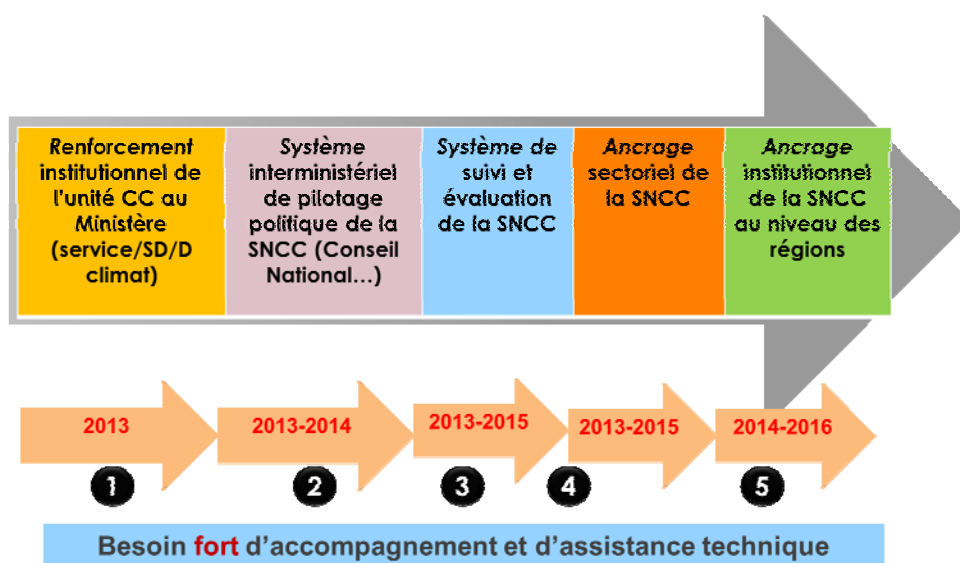 Renforcement
institutionnel de
l'unité CC au
Ministère
(service/SD/D
climat)
Système
interministériel
de pilotage
politique de la
SNCC (Conseil
National…)
Système de
suivi et
évaluation
de la SNCC
Ancrage
sectoriel de
la SNCC
Ancrage
institutionnel
de la SNCC
au niveau des
régions
2013
2013-2014
2013-2015
2013-2015
2014-2016
1
2
3
4
5
Besoin fort d'accompagnement et d'assistance technique